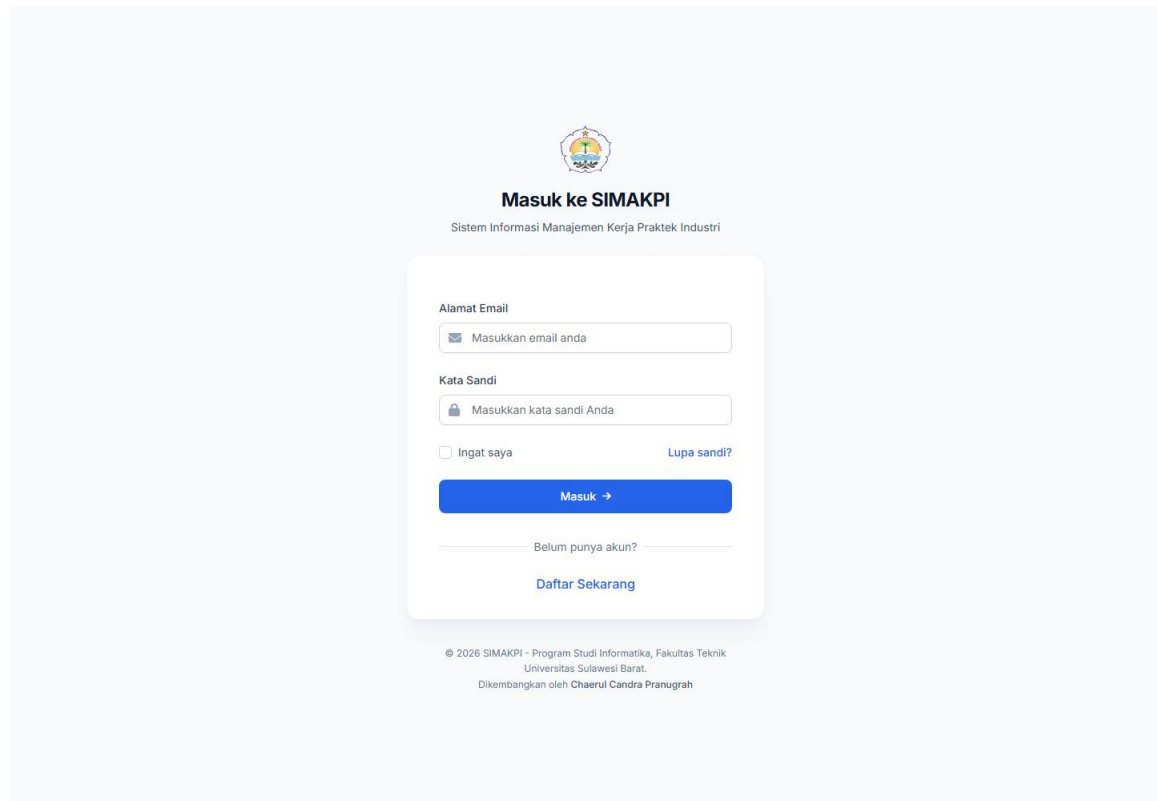 Masuk ke SIMAKPI
Sistem Informasi Manajemen Kerja Praktek Industri
Alamat Email
Masukkan email anda
Kata Sandi
Masukkan kata sandi Anda
Ingat saya
Lupa sandi?
Masuk →
Belum punya akun?
Daftar Sekarang
© 2026 SIMAKPI - Program Studi Informatika, Fakultas Teknik
Universitas Sulawesi Barat.
Dikembangkan oleh Chaerul Candra Pranugrah